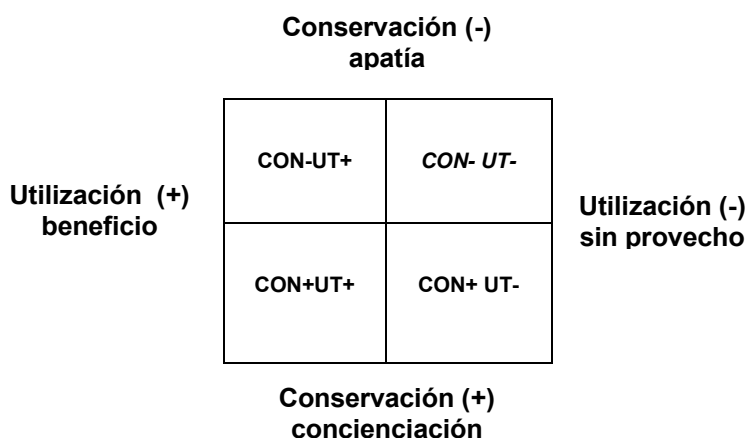 Conservación (-)
apatía
CON-UT+
CON- UT-
Utilización (+)
beneficio
Utilización (-)
sin provecho
CON+UT+
CON+ UT-
Conservación (+)
concienciación